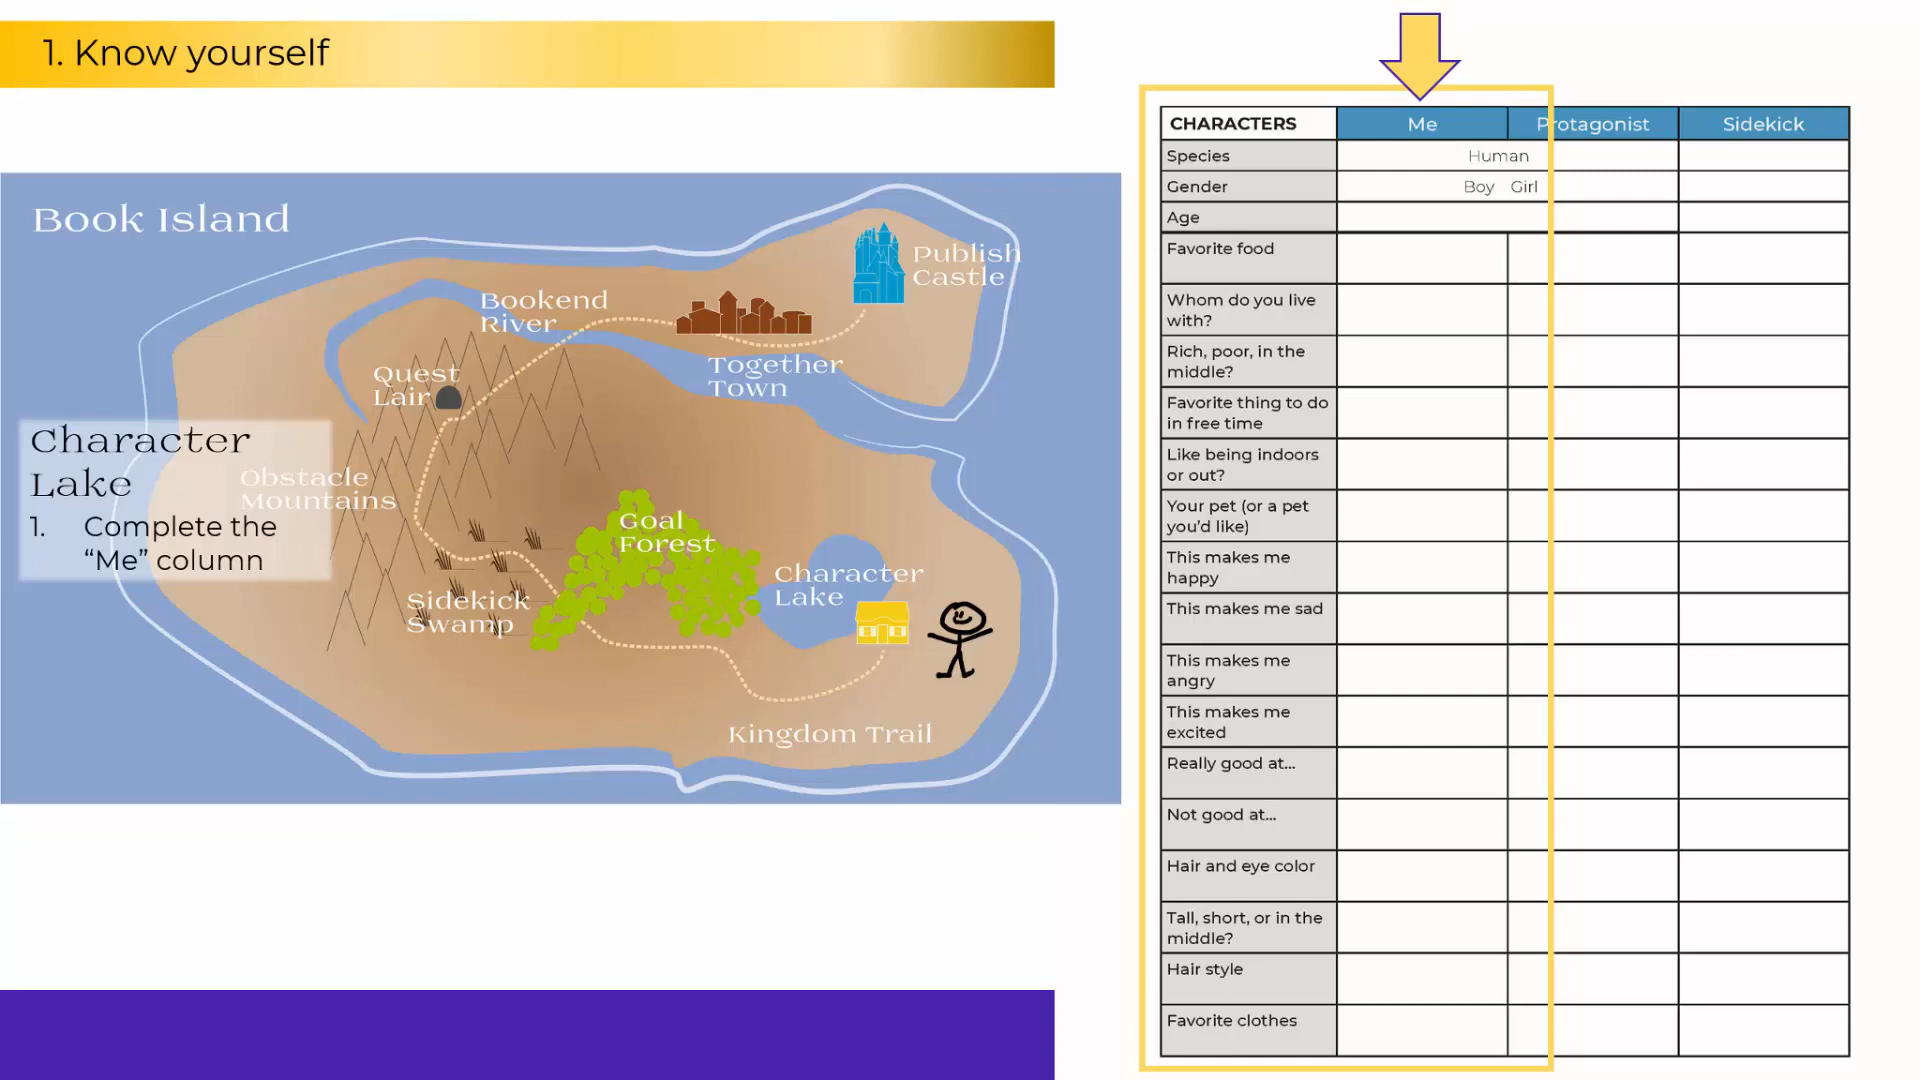 1. Know yourself
Book Island
Publish
Castle
Bookend
River
Together
Town
Quest
Lair
Character
Lake
1. Complete the
“Me” column
Obstacle
Mountains
Goal
Forest
Character
Lake
Sidekick
Swamp
Kingdom Trail
CHARACTERS Me Protagonist Sidekick
Species Human
Gender Boy Girl
Age
Favorite food
Whom do you live
with?
Rich, poor, in the
middle?
Favorite thing to do
in free time
Like being indoors
or out?
Your pet (or a pet
you’d like)
This makes me
happy
This makes me sad
This makes me
angry
This makes me
excited
Really good at...
Not good at...
Hair and eye color
Tall, short, or in the
middle?
Hair style
Favorite clothes